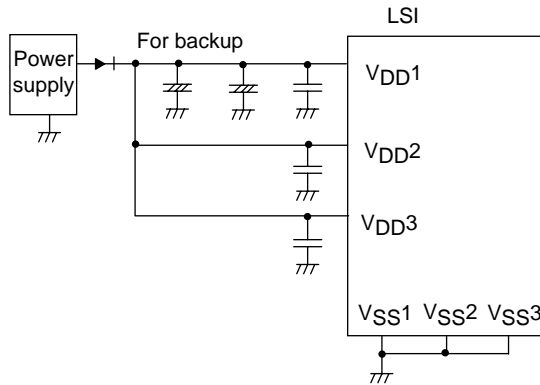 LSI
For backup
Power
supply
VDD1
VDD2
VDD3
VSS1 VSS2 VSS3